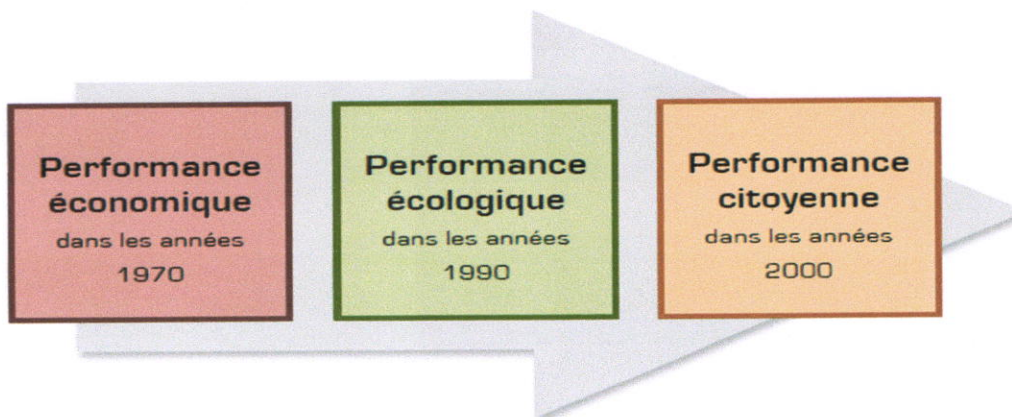 Performance
économique
dans les années
1970
Performance
écologique
dans les années
1990
Performance
citoyenne
dans les années
2000